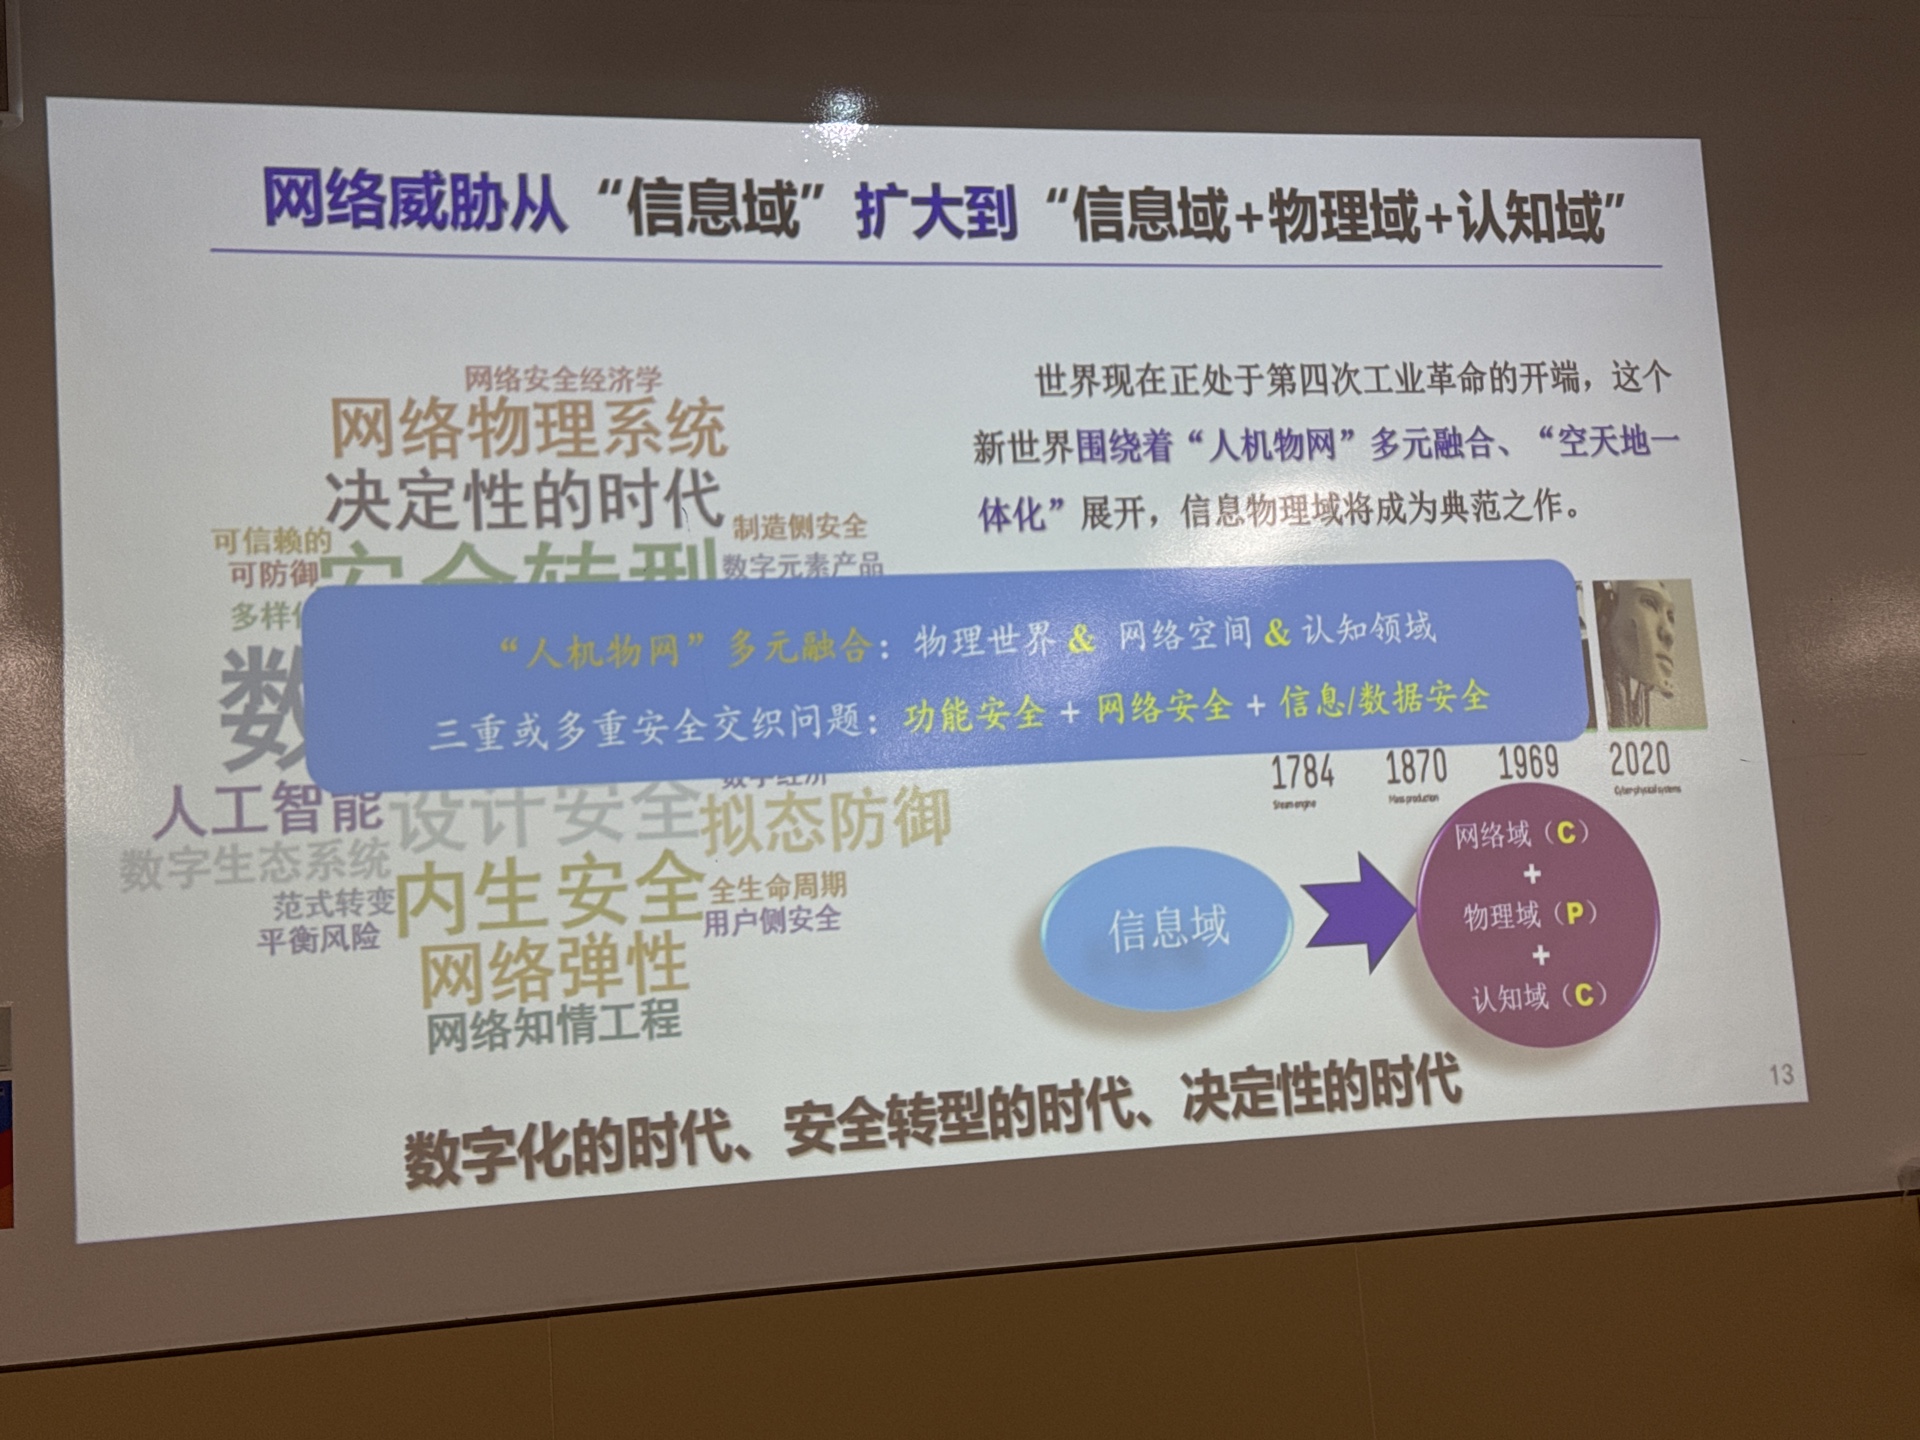 网络威胁从“信息域”扩大到“信息域+物理域+认知域”
网络安全经济学
网络物理系统
决定性的时代
可信赖的
制造侧安全
安全转型
可防御
数字元素产品
多样
数
人工智能
设计安全
拟态防御
数字生态系统
范式转变
内生安全
全生命周期
平衡风险
用户侧安全
网络弹性
网络知情工程
世界现在正处于第四次工业革命的开端，这个
新世界围绕着“人机物网”多元融合、“空天地一
体化”展开，信息物理域将成为典范之作。
“人机物网”多元融合：物理世界 & 网络空间 & 认知领域
三重或多重安全交织问题：功能安全 + 网络安全 + 信息/数据安全
1784 1870 1969 2020
Steam engine Mass production Cyber-physical systems
信息域
网络域（C）
+
物理域（P）
+
认知域（C）
数字化的时代、安全转型的时代、决定性的时代
13